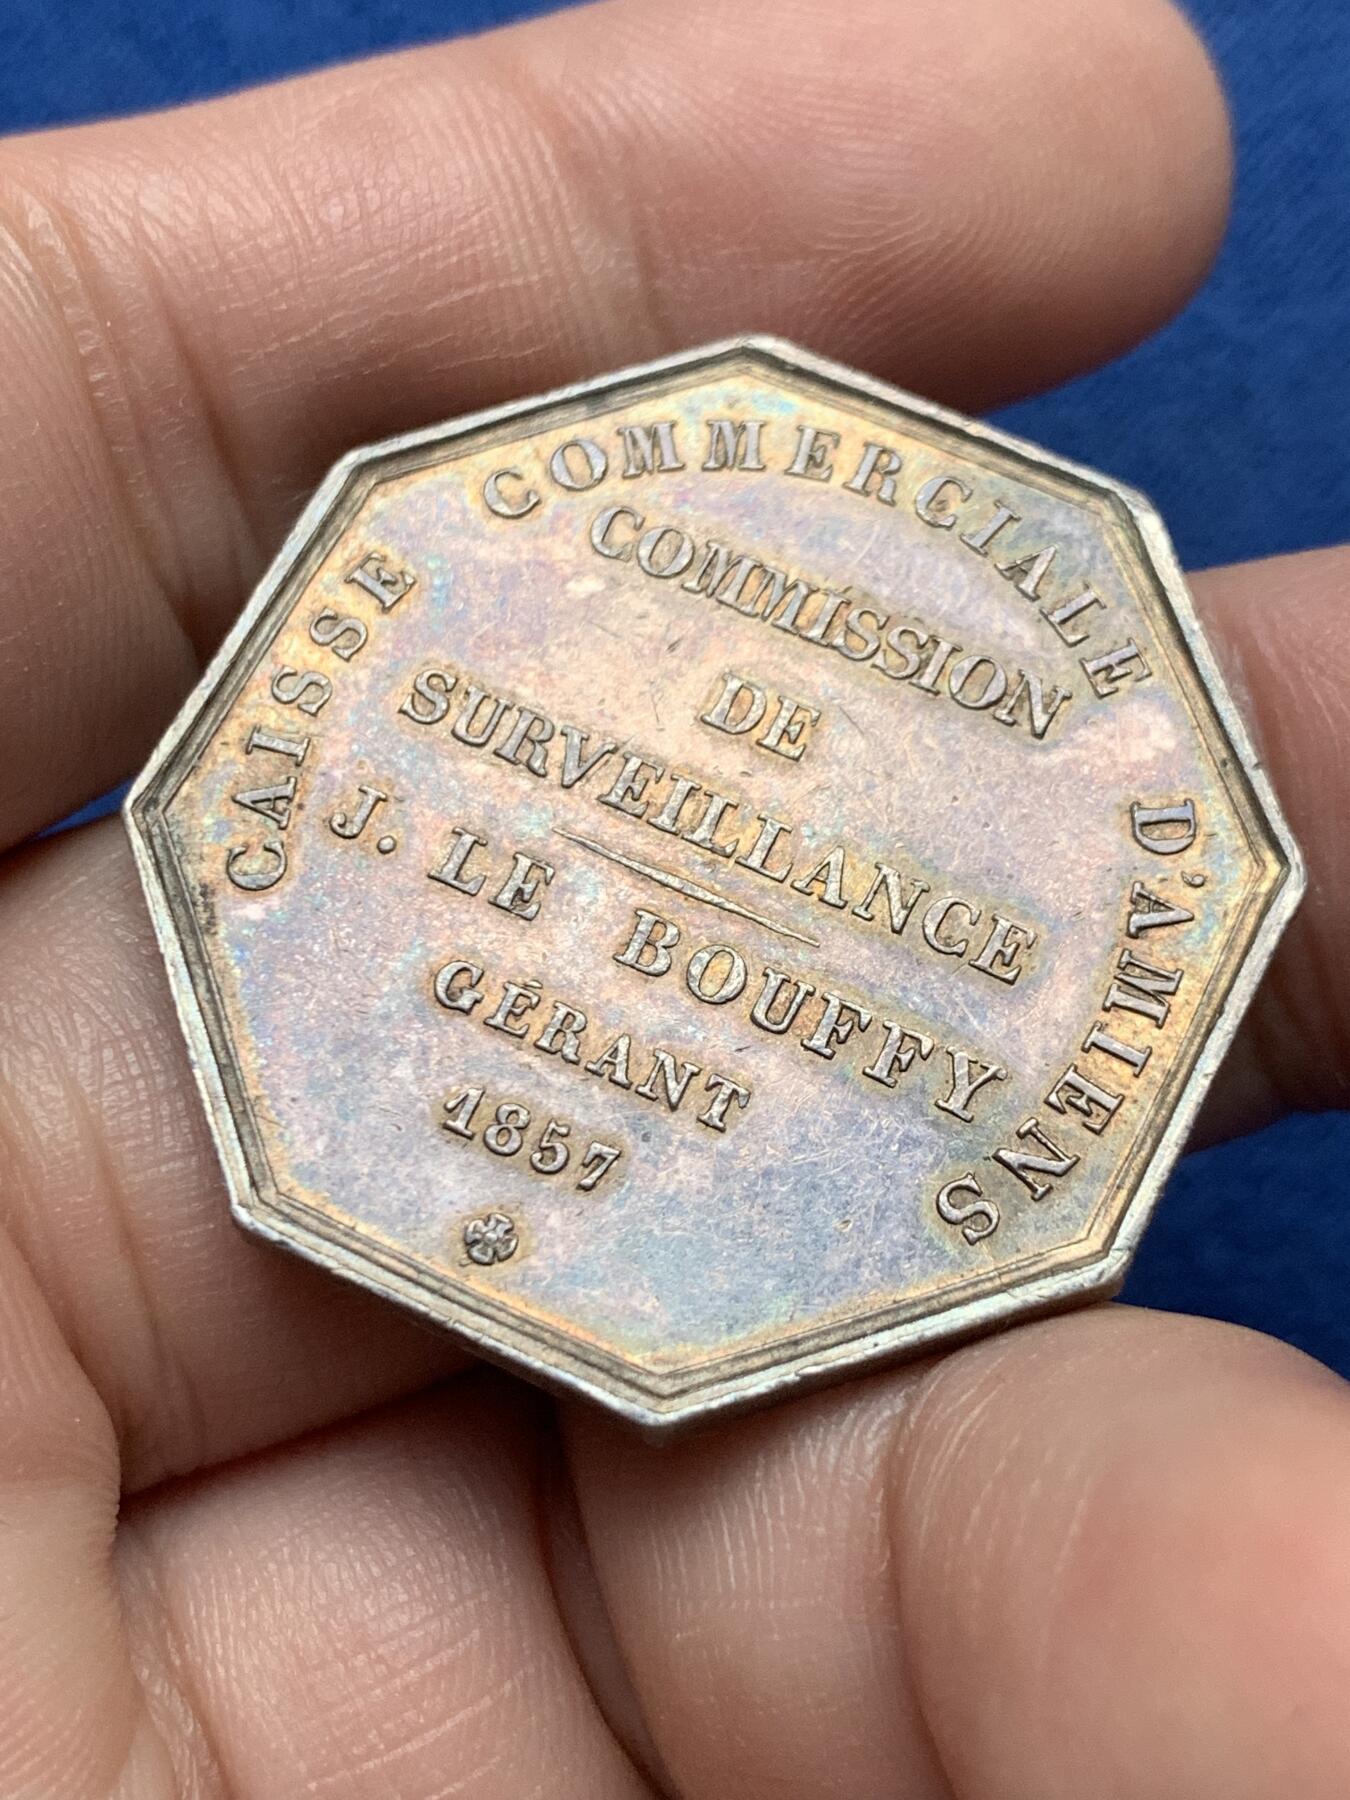 CAISSE COMMERCIALE D'AMIENS
COMMISSION
DE
SURVEILLANCE
J. LE BOUFFY
GÉRANT
1857